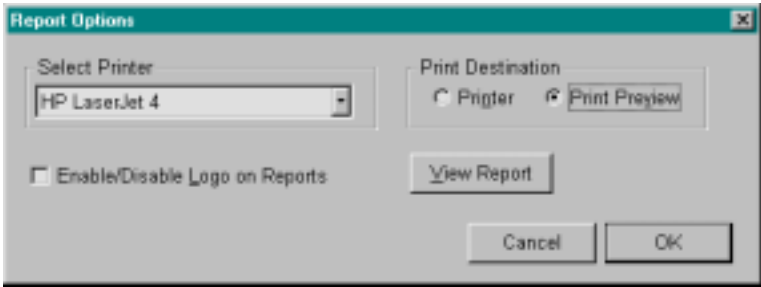 Report Options
Select Printer
HP LaserJet 4
Print Destination
Printer
Print Preview
Enable/Disable Logo on Reports
View Report
Cancel
OK